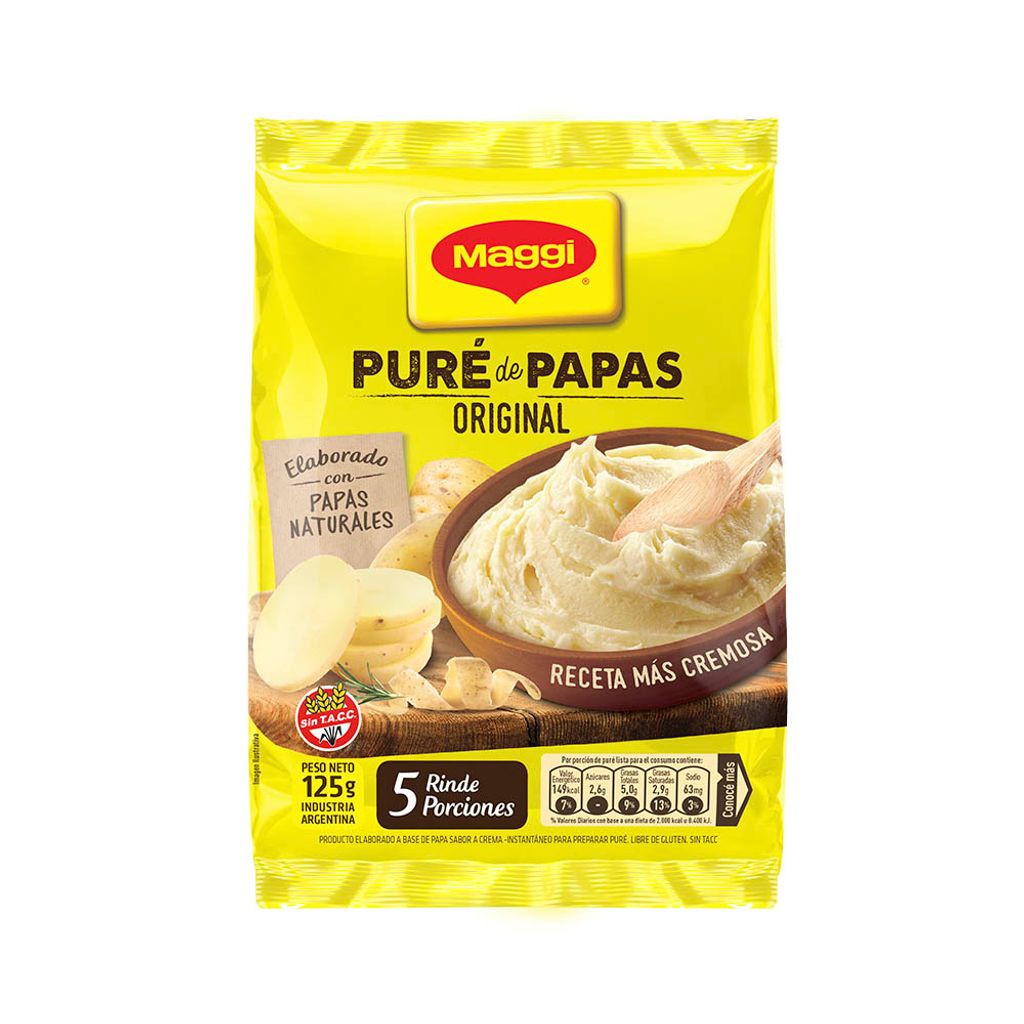 Maggi
®
PURÉ de PAPAS
ORIGINAL
Elaborado
con
PAPAS
NATURALES
RECETA MÁS CREMOSA
Sin T.A.C.C.
Imagen Ilustrativa
PESO NETO
125g
INDUSTRIA
ARGENTINA
5 Rinde
Porciones
Por porción de puré lista para el consumo contiene:
Valor Energético 149kcal 7%
Azúcares 2,6g -
Grasas Totales 5,0g 9%
Grasas Saturadas 2,9g 13%
Sodio 63mg 3%
% Valores Diarios con base a una dieta de 2.000 kcal u 8.400 kJ.
Conocé más
PRODUCTO ELABORADO A BASE DE PAPA SABOR A CREMA -INSTANTÁNEO PARA PREPARAR PURÉ. LIBRE DE GLUTEN. SIN TACC